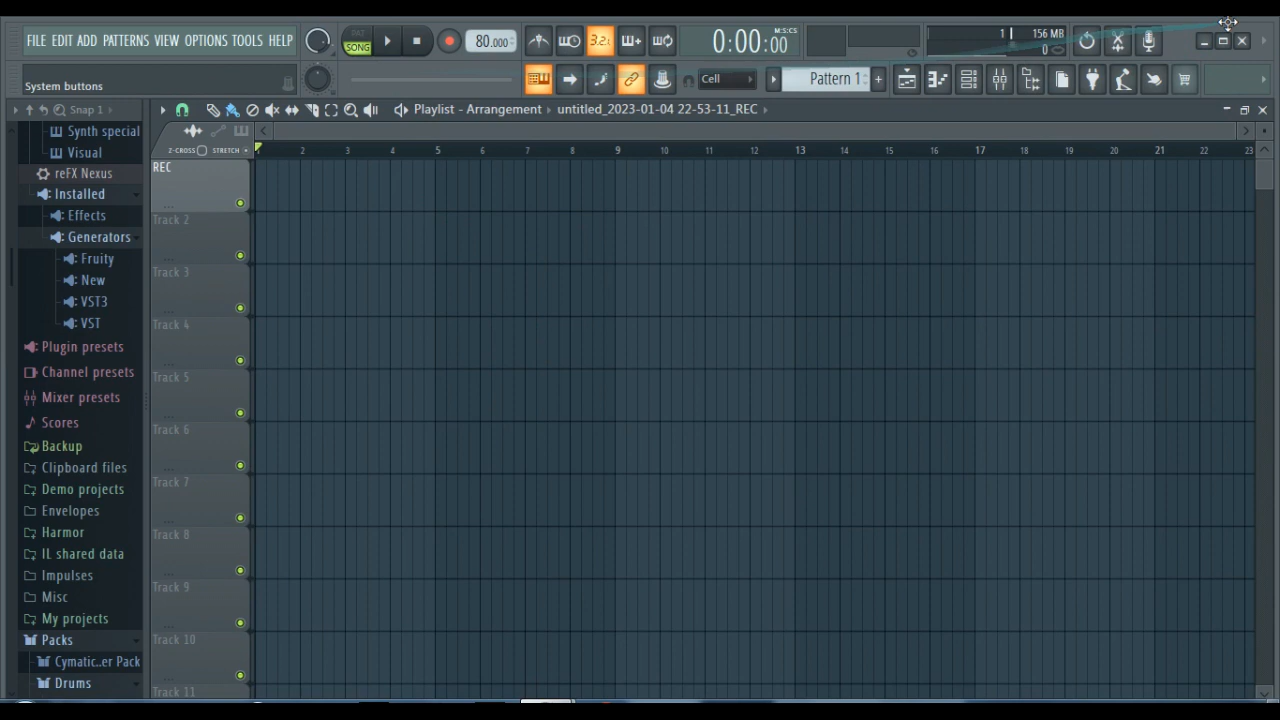 FILE EDIT ADD PATTERNS VIEW OPTIONS TOOLS HELP
PAT
SONG
80.000
3.2.1
0:00:00
M:S:CS
1
156 MB
0
System buttons
Cell
Pattern 1
Snap 1
Playlist - Arrangement
untitled_2023-01-04 22-53-11_REC
Z-CROSS
STRETCH
1 2 3 4 5 6 7 8 9 10 11 12 13 14 15 16 17 18 19 20 21 22 23
Synth special
Visual
reFX Nexus
Installed
Effects
Generators
Fruity
New
VST3
VST
Plugin presets
Channel presets
Mixer presets
Scores
Backup
Clipboard files
Demo projects
Envelopes
Harmor
IL shared data
Impulses
Misc
My projects
Packs
Cymatic..er Pack
Drums
REC
Track 2
Track 3
Track 4
Track 5
Track 6
Track 7
Track 8
Track 9
Track 10
Track 11